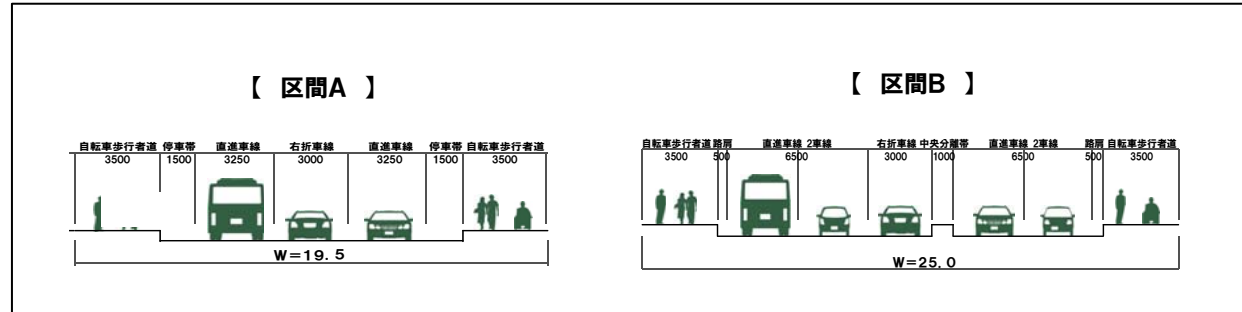 【 区間A 】
自転車歩行者道 停車帯 直進車線 右折車線 直進車線 停車帯 自転車歩行者道
3500 1500 3250 3000 3250 1500 3500
W=19.5
【 区間B 】
自転車歩行者道 路肩 直進車線 2車線 右折車線 中央分離帯 直進車線 2車線 路肩 自転車歩行者道
3500 500 6500 3000 1000 6500 500 3500
W=25.0